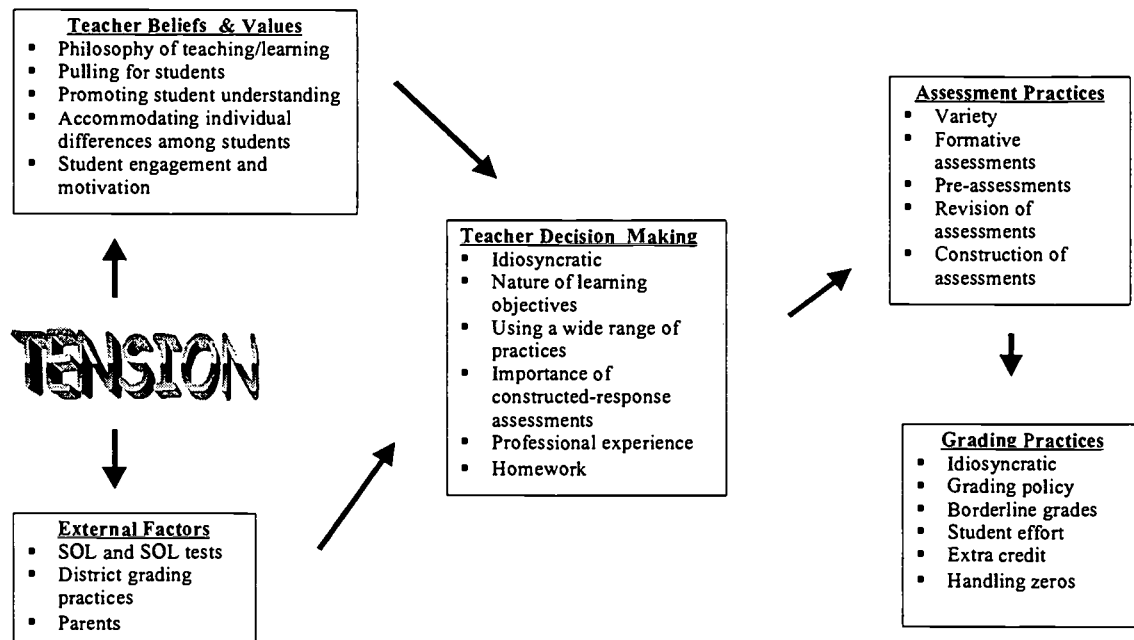 Teacher Beliefs & Values
▪ Philosophy of teaching/learning
▪ Pulling for students
▪ Promoting student understanding
▪ Accommodating individual
differences among students
▪ Student engagement and
motivation
TENSION
External Factors
▪ SOL and SOL tests
▪ District grading
practices
▪ Parents
Teacher Decision Making
▪ Idiosyncratic
▪ Nature of learning
objectives
▪ Using a wide range of
practices
▪ Importance of
constructed-response
assessments
▪ Professional experience
▪ Homework
Assessment Practices
▪ Variety
▪ Formative
assessments
▪ Pre-assessments
▪ Revision of
assessments
▪ Construction of
assessments
Grading Practices
▪ Idiosyncratic
▪ Grading policy
▪ Borderline grades
▪ Student effort
▪ Extra credit
▪ Handling zeros